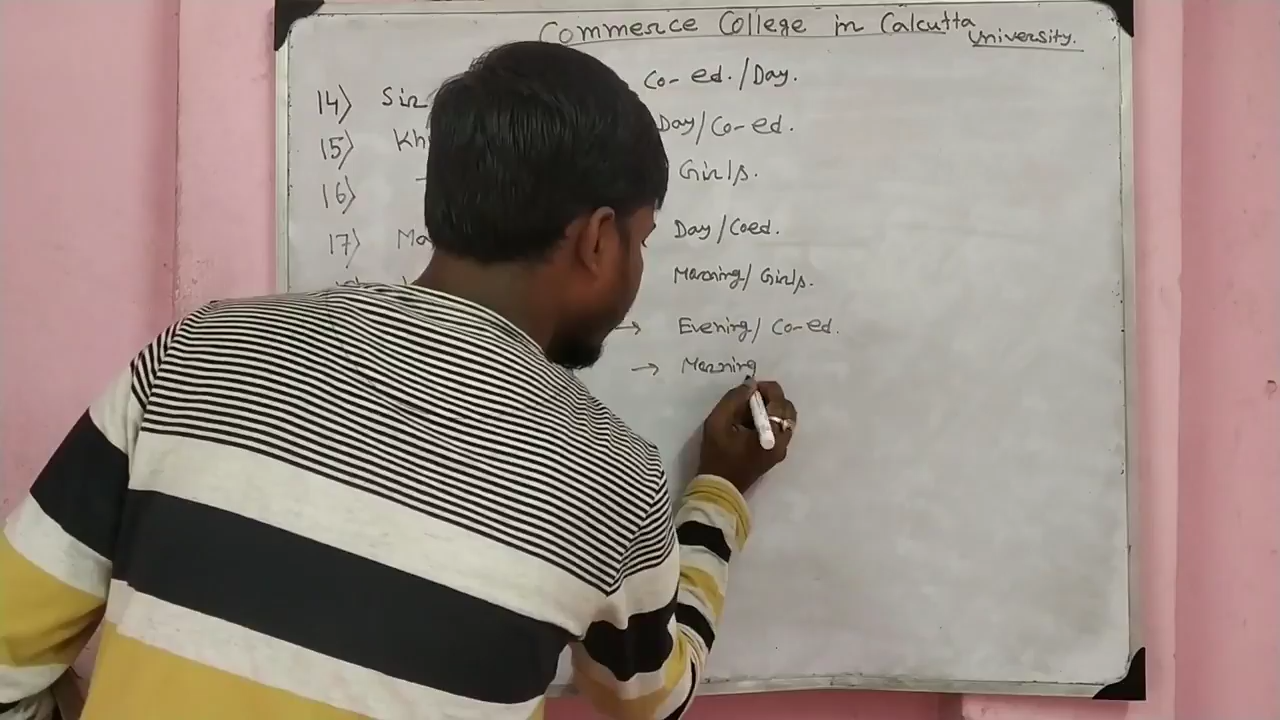 Commerce College in Calcutta University.
14) Sir Co-ed./Day.
15) Kh Day/Co-ed.
16) Girls.
17) Ma Day/Coed.
Morning/Girls.
→ Evening/Co-ed.
→ Morning